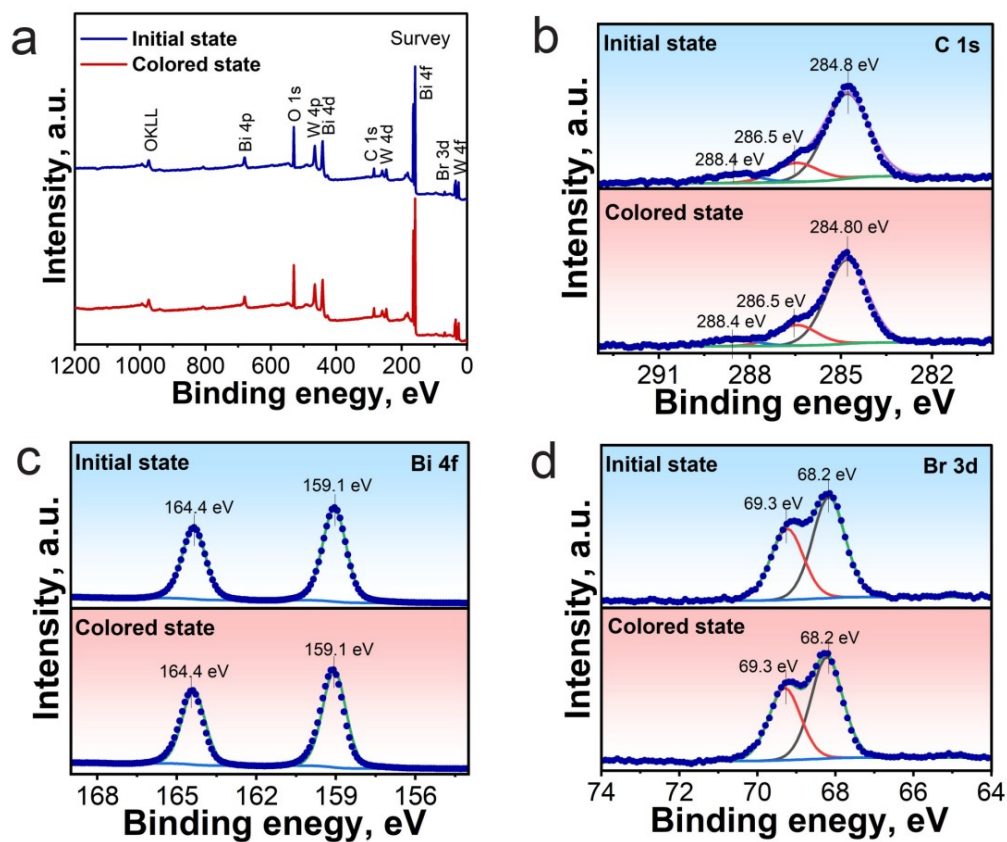 a
Initial state
Colored state
Survey
OKLL
Bi 4p
O 1s
W 4p
Bi 4d
C 1s
W 4d
Bi 4f
Br 3d
W 4f
Intensity, a.u.
1200 1000 800 600 400 200 0
Binding enegy, eV
b
Initial state
C 1s
284.8 eV
286.5 eV
288.4 eV
Colored state
284.80 eV
286.5 eV
288.4 eV
Intensity, a.u.
291 288 285 282
Binding enegy, eV
c
Initial state
Bi 4f
164.4 eV
159.1 eV
Colored state
164.4 eV
159.1 eV
Intensity, a.u.
168 165 162 159 156
Binding enegy, eV
d
Initial state
Br 3d
68.2 eV
69.3 eV
Colored state
68.2 eV
69.3 eV
Intensity, a.u.
74 72 70 68 66 64
Binding enegy, eV